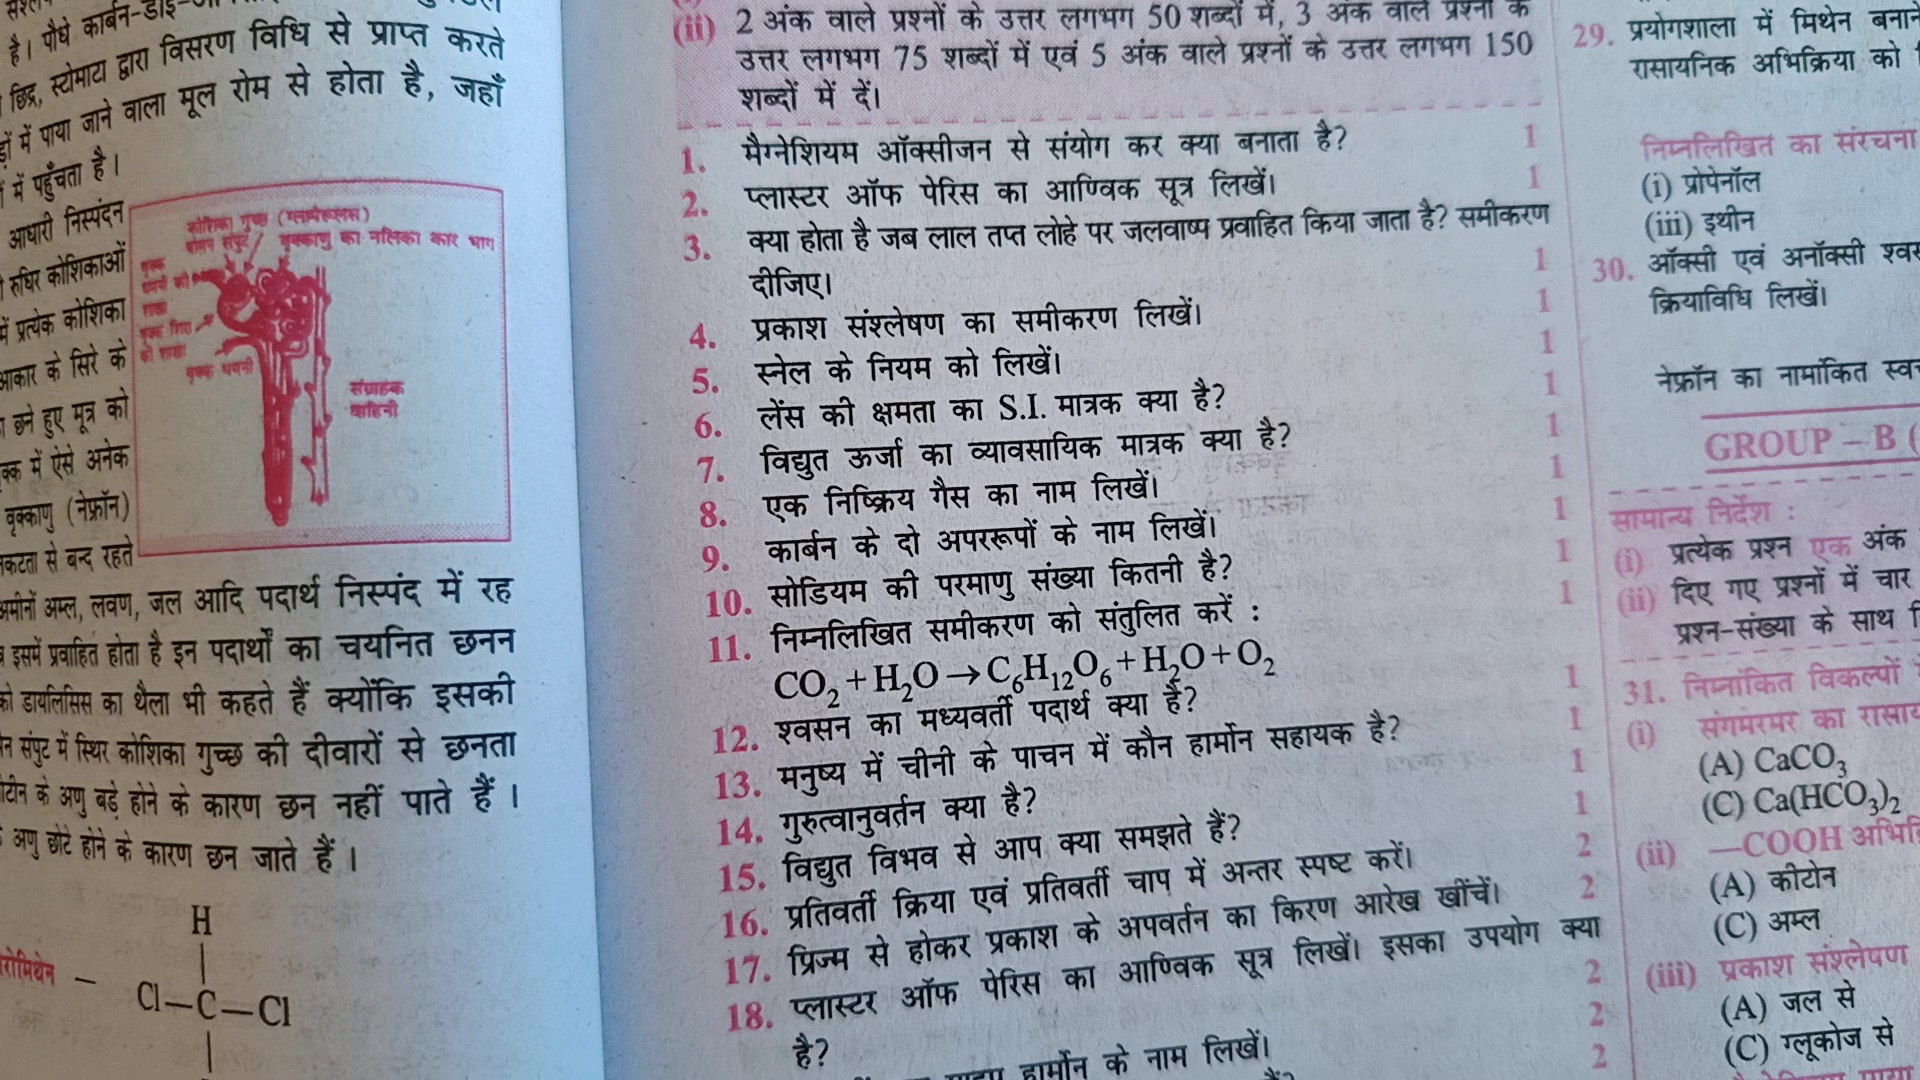 है। पौधे कार्बन-डाइ-
छिद्र, स्टोमाटा द्वारा विसरण विधि से प्राप्त करते
में पाया जाने वाला मूल रोम से होता है, जहाँ
में पहुँचता है।
आधारी निस्पंदन
रुधिर कोशिकाओं
में प्रत्येक कोशिका
आकार के सिरे के
छने हुए मूत्र को
में ऐसे अनेक
वृक्काणु (नेफ्रॉन)
से बन्द रहते
कोशिका गुच्छ (ग्लामेरूलस)
बोमन संपुट
वृक्काणु का नलिका कार भाग
वृक्क
की शाखा
वृक्क धमनी
संग्राहक
वाहिनी
अमीनों अम्ल, लवण, जल आदि पदार्थ निस्पंद में रह
इसमें प्रवाहित होता है इन पदार्थों का चयनित छनन
को डायलिसिस का थैला भी कहते हैं क्योंकि इसकी
संपुट में स्थिर कोशिका गुच्छ की दीवारों से छनता
के अणु बड़े होने के कारण छन नहीं पाते हैं ।
अणु छोटे होने के कारण छन जाते हैं ।
H
Cl—C—Cl
(ii) 2 अंक वाले प्रश्नों के उत्तर लगभग 50 शब्दों में, 3 अंक वाले प्रश्नों के
उत्तर लगभग 75 शब्दों में एवं 5 अंक वाले प्रश्नों के उत्तर लगभग 150
शब्दों में दें।
1. मैग्नेशियम ऑक्सीजन से संयोग कर क्या बनाता है? 1
2. प्लास्टर ऑफ पेरिस का आण्विक सूत्र लिखें। 1
3. क्या होता है जब लाल तप्त लोहे पर जलवाष्प प्रवाहित किया जाता है? समीकरण
दीजिए। 1
4. प्रकाश संश्लेषण का समीकरण लिखें। 1
5. स्नेल के नियम को लिखें। 1
6. लेंस की क्षमता का S.I. मात्रक क्या है? 1
7. विद्युत ऊर्जा का व्यावसायिक मात्रक क्या है? 1
8. एक निष्क्रिय गैस का नाम लिखें। 1
9. कार्बन के दो अपररूपों के नाम लिखें। 1
10. सोडियम की परमाणु संख्या कितनी है? 1
11. निम्नलिखित समीकरण को संतुलित करें : 1
CO₂ + H₂O → C₆H₁₂O₆ + H₂O + O₂
12. श्वसन का मध्यवर्ती पदार्थ क्या है? 1
13. मनुष्य में चीनी के पाचन में कौन हार्मोन सहायक है? 1
14. गुरुत्वानुवर्तन क्या है? 1
15. विद्युत विभव से आप क्या समझते हैं? 1
16. प्रतिवर्ती क्रिया एवं प्रतिवर्ती चाप में अन्तर स्पष्ट करें। 2
17. प्रिज्म से होकर प्रकाश के अपवर्तन का किरण आरेख खींचें। 2
18. प्लास्टर ऑफ पेरिस का आण्विक सूत्र लिखें। इसका उपयोग क्या
है? 2
हार्मोन के नाम लिखें। 2
2
29. प्रयोगशाला में मिथेन बनाने
रासायनिक अभिक्रिया को
निम्नलिखित का संरचना
(i) प्रोपेनॉल
(iii) इथीन
30. ऑक्सी एवं अनॉक्सी
क्रियाविधि लिखें।
नेफ्रॉन का नामांकित
GROUP – B (
सामान्य निर्देश :
(i) प्रत्येक प्रश्न एक अंक
(ii) दिए गए प्रश्नों में चार
प्रश्न-संख्या के साथ
31. निम्नांकित विकल्पों
(i) संगमरमर का
(A) CaCO₃
(C) Ca(HCO₃)₂
(ii) —COOH
(A) कीटोन
(C) अम्ल
(iii) प्रकाश संश्लेषण
(A) जल से
(C) ग्लूकोज से